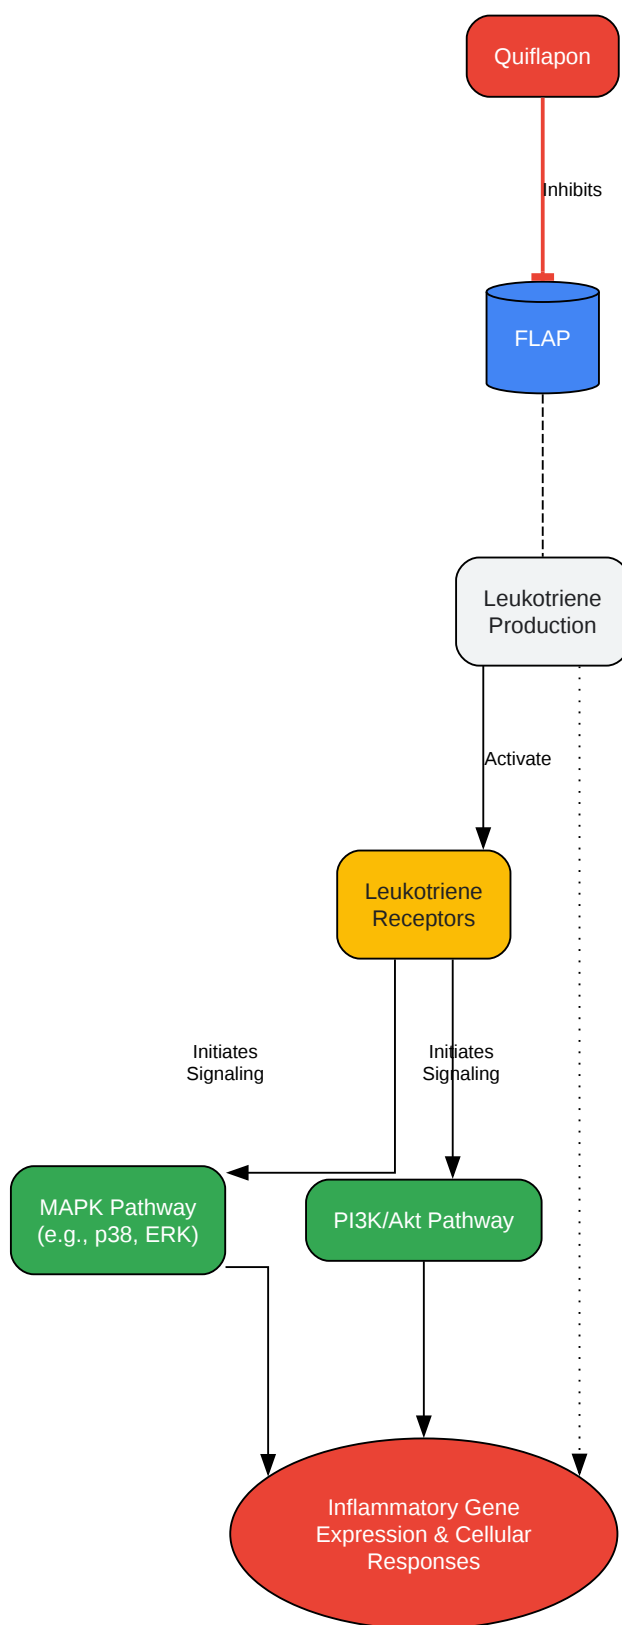 Quiflapon
Inhibits
FLAP
Leukotriene
Production
Activate
Leukotriene
Receptors
Initiates
Signaling
Initiates
Signaling
MAPK Pathway
(e.g., p38, ERK)
PI3K/Akt Pathway
Inflammatory Gene
Expression & Cellular
Responses